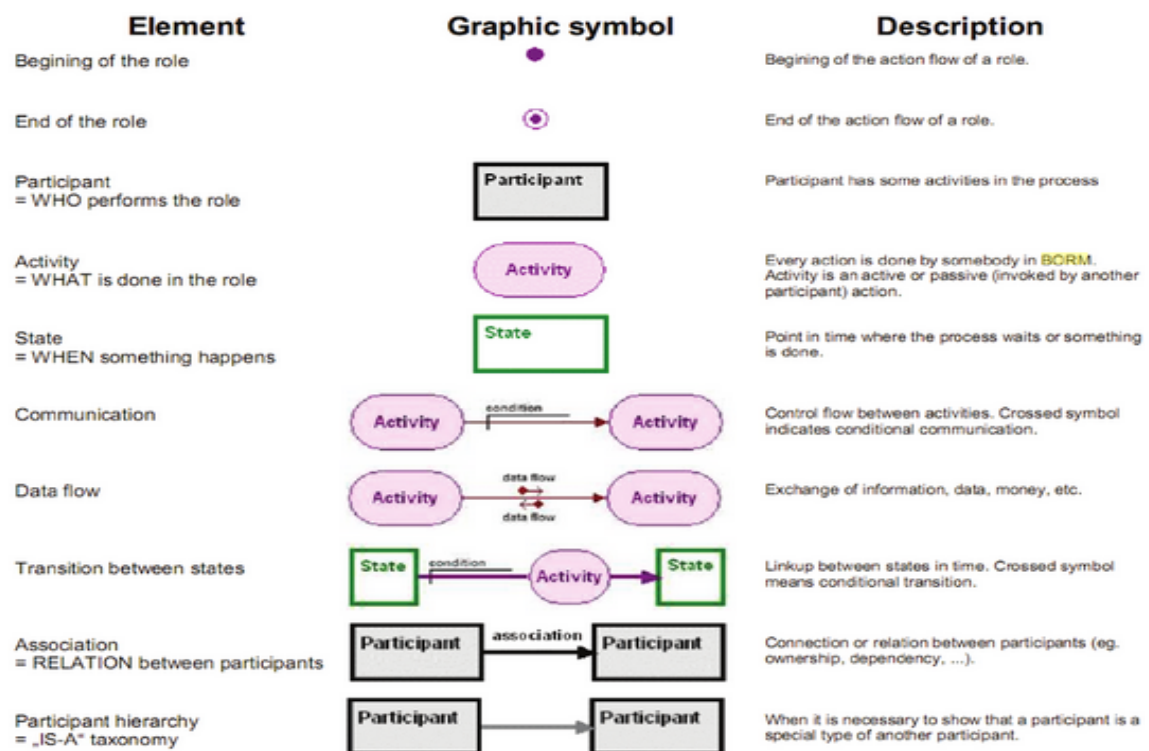 Element Graphic symbol Description
Begining of the role
Begining of the action flow of a role.
End of the role
End of the action flow of a role.
Participant
= WHO performs the role
Participant
Participant has some activities in the process
Activity
= WHAT is done in the role
Activity
Every action is done by somebody in BORM.
Activity is an active or passive (invoked by another
participant) action.
State
= WHEN something happens
State
Point in time where the process waits or something
is done.
Communication
Activity condition Activity
Control flow between activities. Crossed symbol
indicates conditional communication.
Data flow
data flow
Activity Activity
data flow
Exchange of information, data, money, etc.
Transition between states
State condition Activity State
Linkup between states in time. Crossed symbol
means conditional transition.
Association
= RELATION between participants
Participant association Participant
Connection or relation between participants (eg.
ownership, dependency, ...).
Participant hierarchy
= „IS-A“ taxonomy
Participant Participant
When it is necessary to show that a participant is a
special type of another participant.